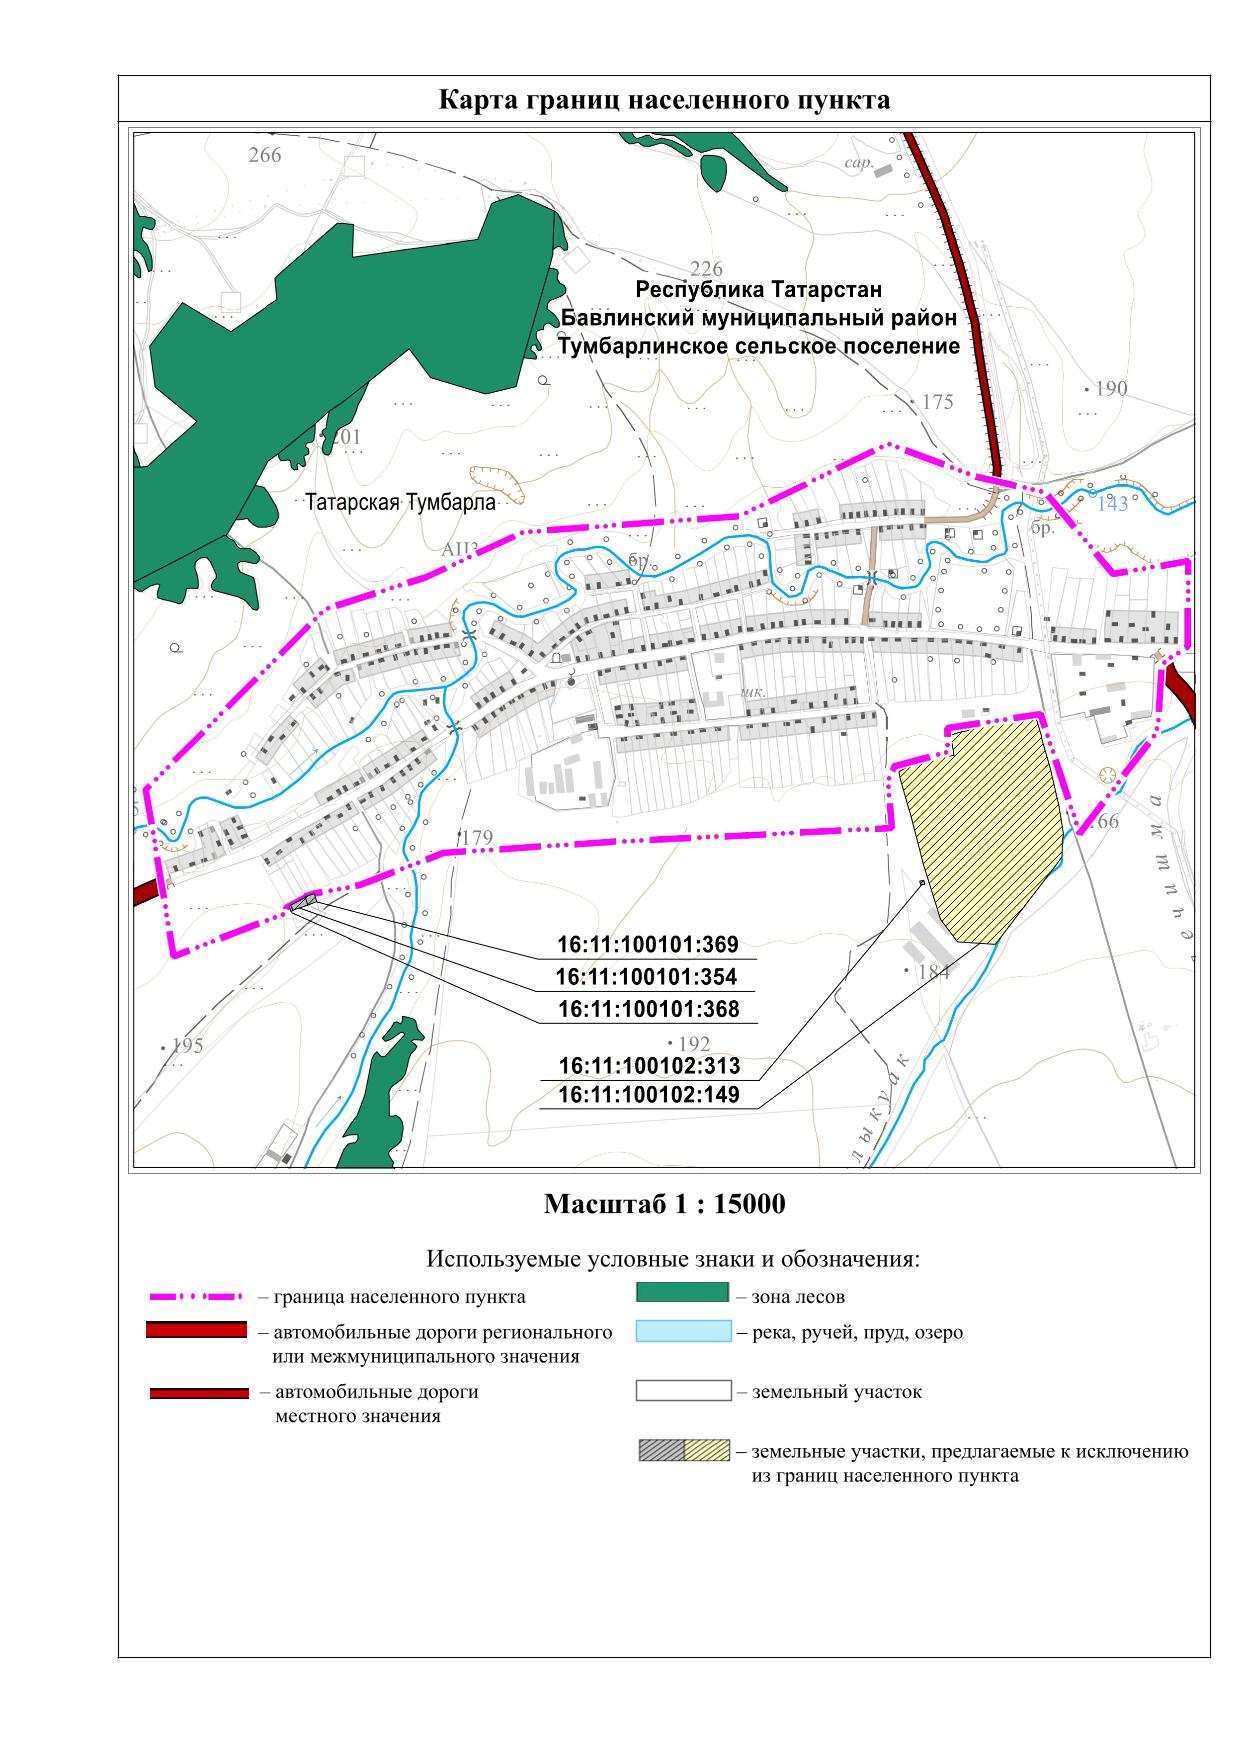 Карта границ населенного пункта
266
сар.
226
Республика Татарстан
Бавлинский муниципальный район
Тумбарлинское сельское поселение
190
175
201
Татарская Тумбарла
143
бр.
бр.
шк.
179
16:11:100101:369
16:11:100101:354
184
16:11:100101:368
195
192
16:11:100102:313
16:11:100102:149
лыкуак
Масштаб 1 : 15000
Используемые условные знаки и обозначения:
– граница населенного пункта
– зона лесов
– автомобильные дороги регионального
или межмуниципального значения
– река, ручей, пруд, озеро
– автомобильные дороги
местного значения
– земельный участок
– земельные участки, предлагаемые к исключению
из границ населенного пункта